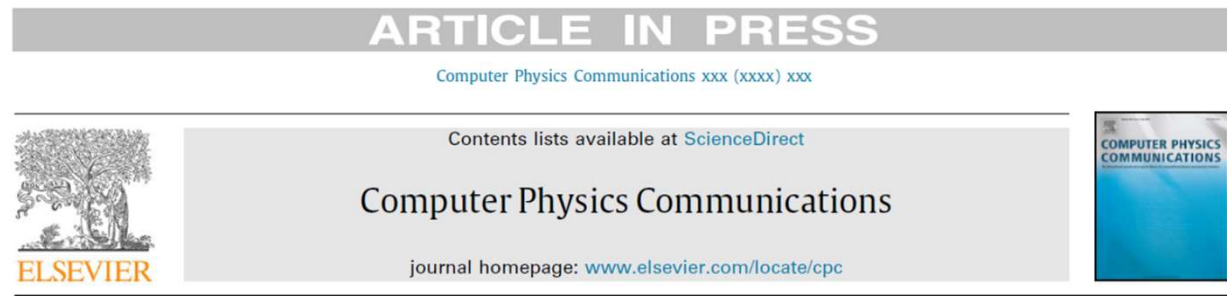 ARTICLE IN PRESS
Computer Physics Communications xxx (xxxx) xxx
Contents lists available at ScienceDirect
Computer Physics Communications
journal homepage: www.elsevier.com/locate/cpc
ELSEVIER
COMPUTER PHYSICS
COMMUNICATIONS